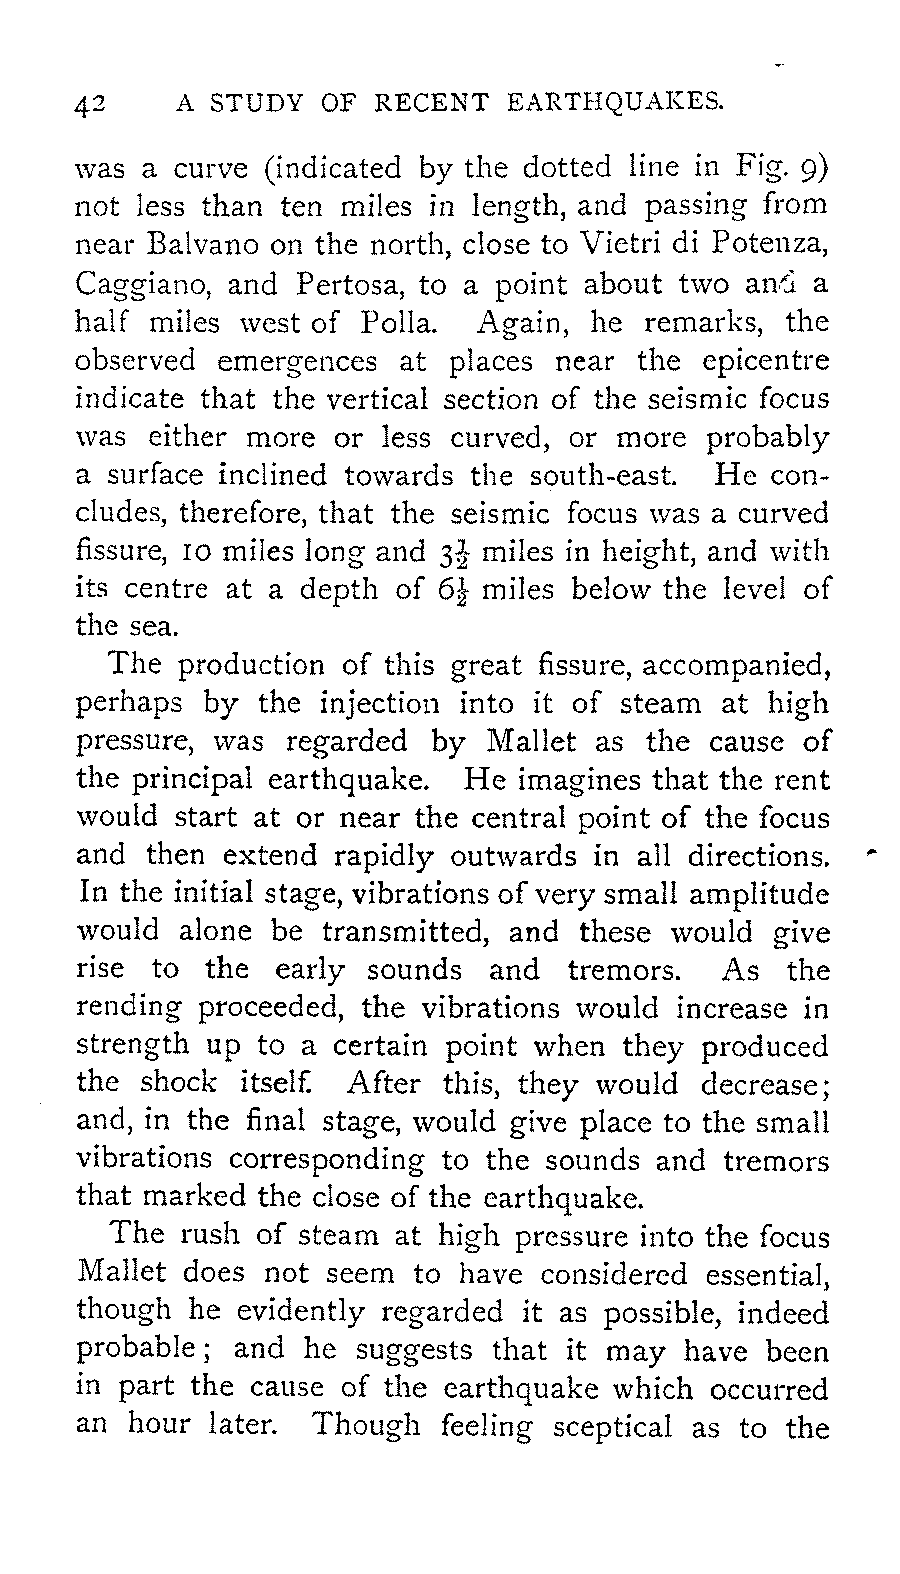 42 A STUDY OF RECENT EARTHQUAKES.
was a curve (indicated by the dotted line in Fig. 9)
not less than ten miles in length, and passing from
near Balvano on the north, close to Vietri di Potenza,
Caggiano, and Pertosa, to a point about two and a
half miles west of Polla. Again, he remarks, the
observed emergences at places near the epicentre
indicate that the vertical section of the seismic focus
was either more or less curved, or more probably
a surface inclined towards the south-east. He con-
cludes, therefore, that the seismic focus was a curved
fissure, 10 miles long and 3½ miles in height, and with
its centre at a depth of 6½ miles below the level of
the sea.
The production of this great fissure, accompanied,
perhaps by the injection into it of steam at high
pressure, was regarded by Mallet as the cause of
the principal earthquake. He imagines that the rent
would start at or near the central point of the focus
and then extend rapidly outwards in all directions.
In the initial stage, vibrations of very small amplitude
would alone be transmitted, and these would give
rise to the early sounds and tremors. As the
rending proceeded, the vibrations would increase in
strength up to a certain point when they produced
the shock itself. After this, they would decrease;
and, in the final stage, would give place to the small
vibrations corresponding to the sounds and tremors
that marked the close of the earthquake.
The rush of steam at high pressure into the focus
Mallet does not seem to have considered essential,
though he evidently regarded it as possible, indeed
probable; and he suggests that it may have been
in part the cause of the earthquake which occurred
an hour later. Though feeling sceptical as to the